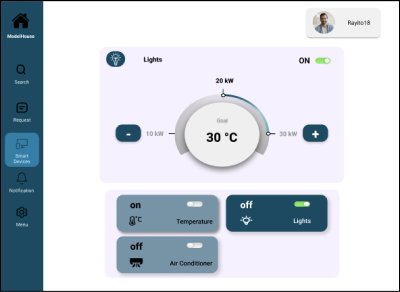 ModelHouse
Rayito18
Search
Request
Smart
Devices
Notification
Menu
Lights
ON
20 kW
- 10 kW
Goal
30 °C
30 kW +
on
Temperature
off
Lights
off
Air Conditioner